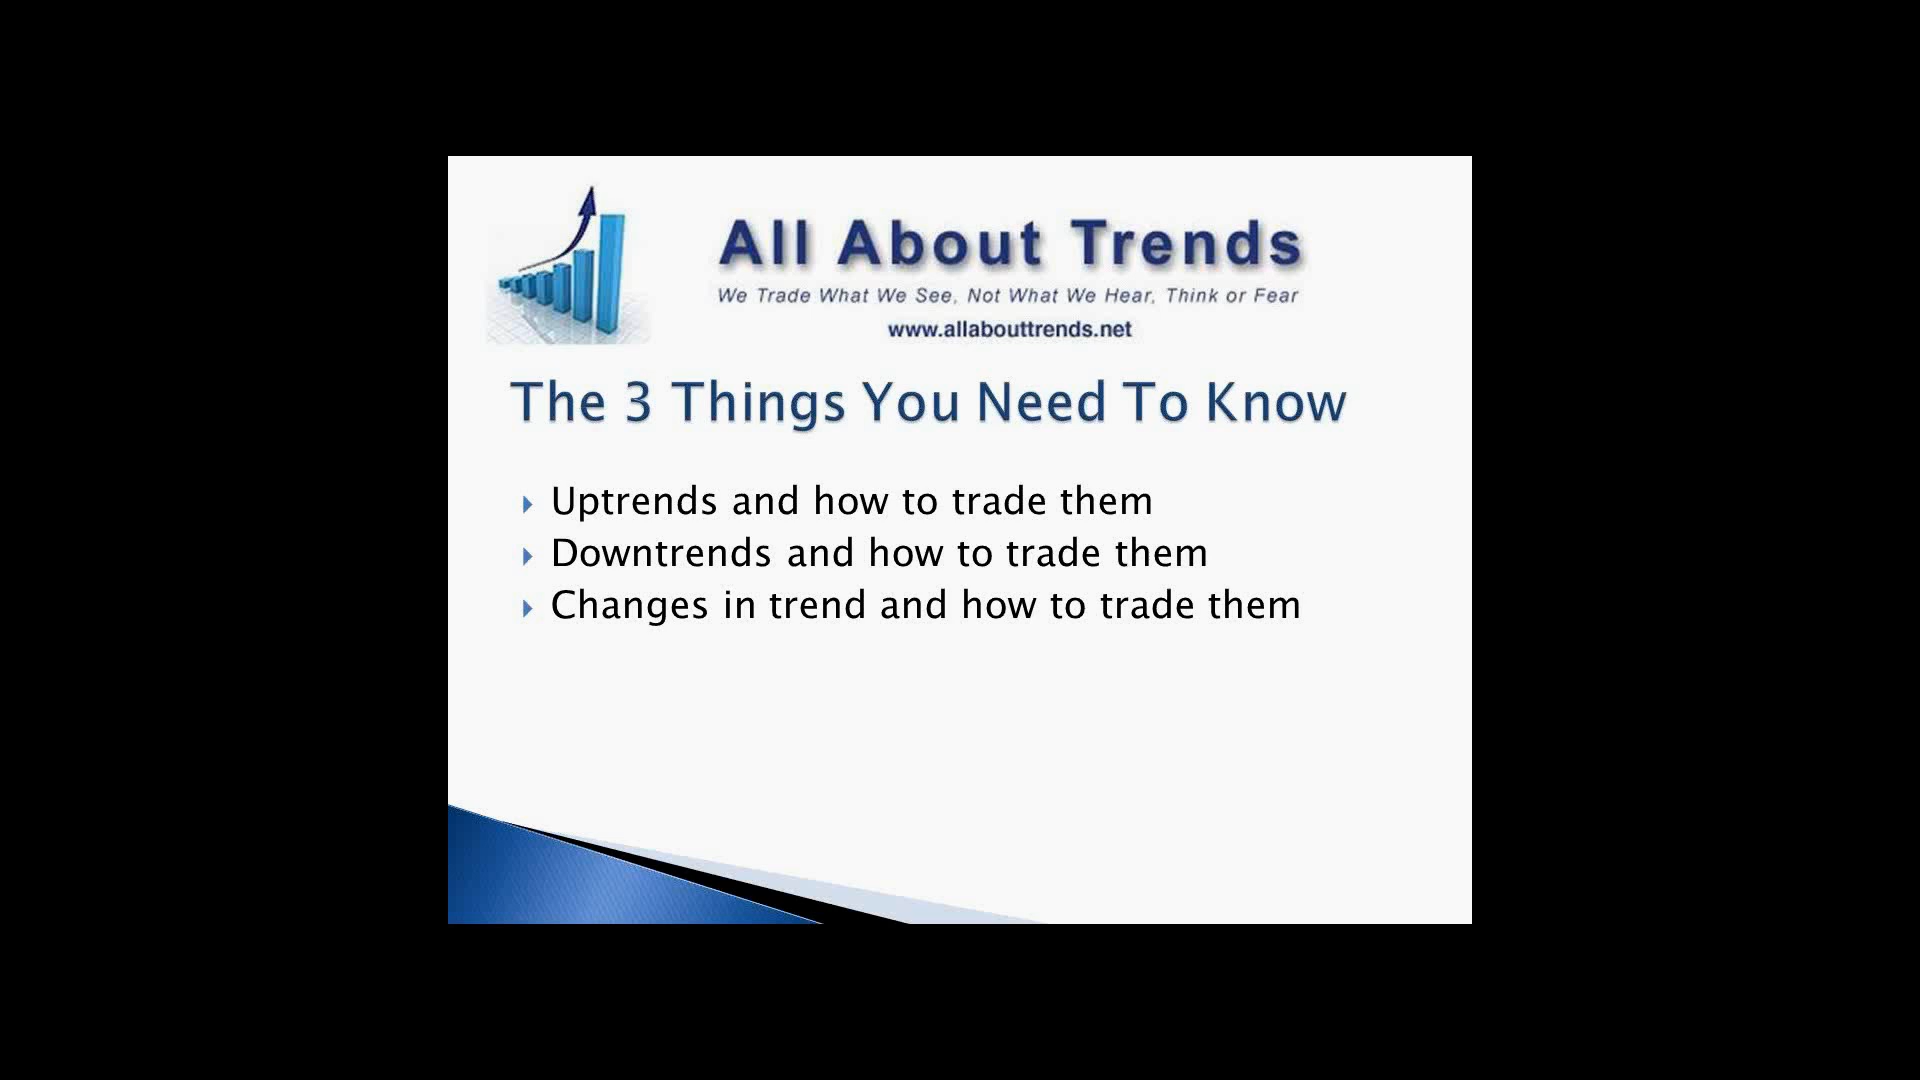 All About Trends
We Trade What We See, Not What We Hear, Think or Fear
www.allabouttrends.net
The 3 Things You Need To Know
Uptrends and how to trade them
Downtrends and how to trade them
Changes in trend and how to trade them